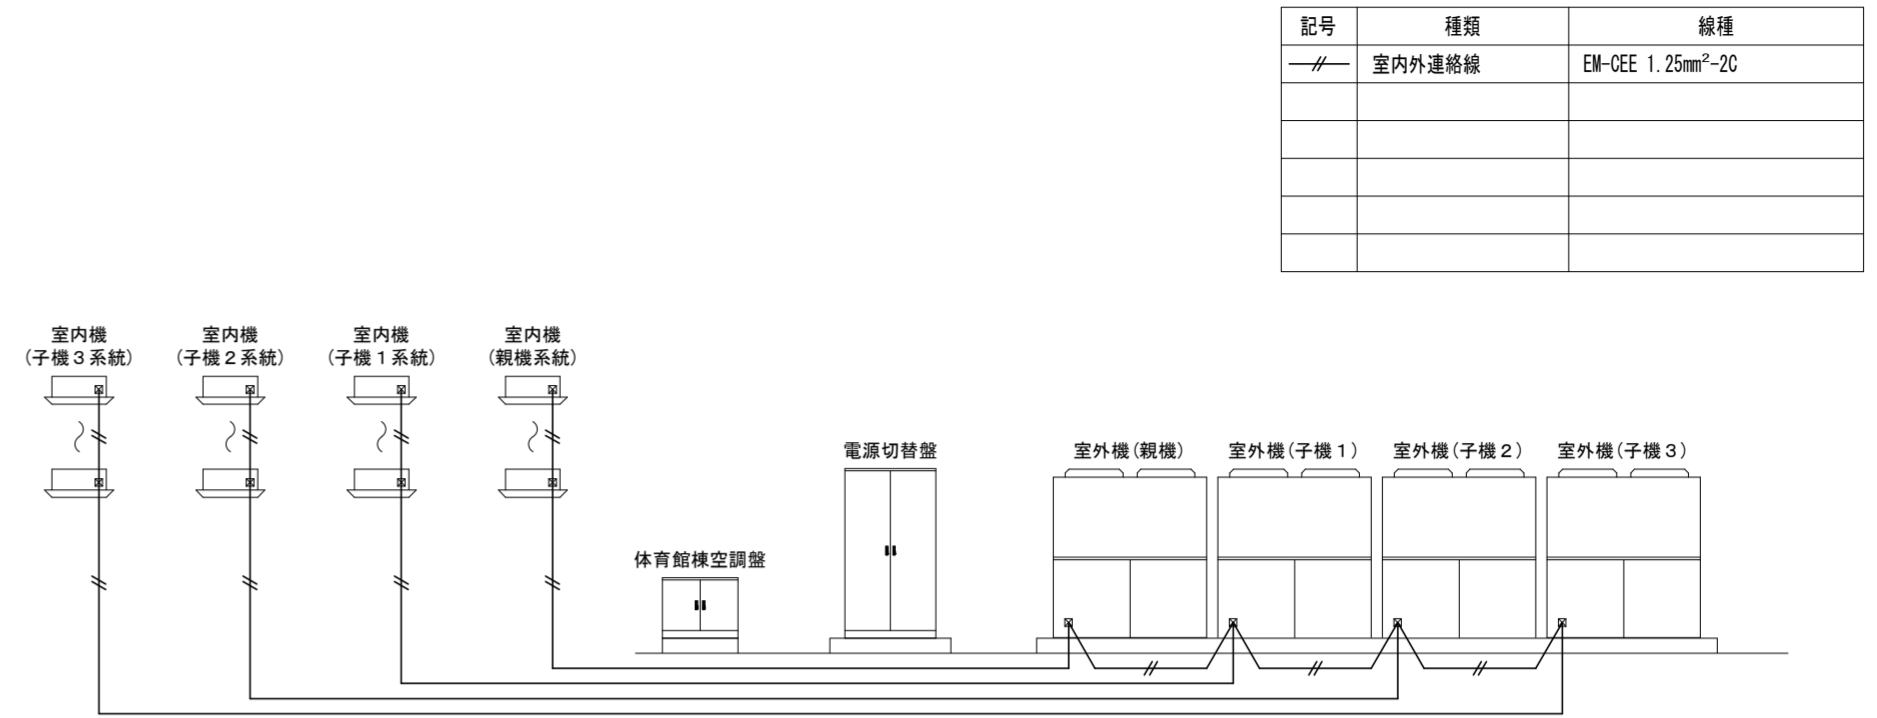 記号 種類 線種
室内外連絡線 EM-CEE 1.25mm²-2C
室内機
(子機3系統)
室内機
(子機2系統)
室内機
(子機1系統)
室内機
(親機系統)
体育館棟空調盤
電源切替盤
室外機(親機)
室外機(子機1)
室外機(子機2)
室外機(子機3)